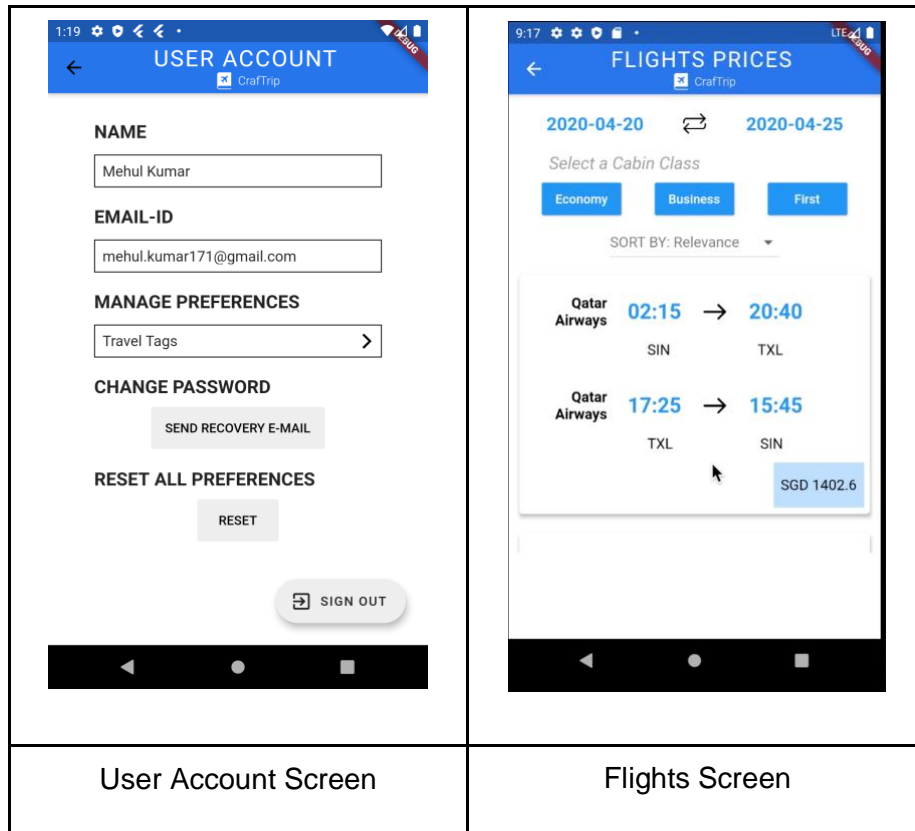 1:19
DEBUG
USER ACCOUNT
CrafTrip
NAME
Mehul Kumar
EMAIL-ID
mehul.kumar171@gmail.com
MANAGE PREFERENCES
Travel Tags
CHANGE PASSWORD
SEND RECOVERY E-MAIL
RESET ALL PREFERENCES
RESET
SIGN OUT
9:17 LTE
DEBUG
FLIGHTS PRICES
CrafTrip
2020-04-20 2020-04-25
Select a Cabin Class
Economy Business First
SORT BY: Relevance
Qatar
Airways 02:15 → 20:40
SIN TXL
Qatar
Airways 17:25 → 15:45
TXL SIN
SGD 1402.6
User Account Screen
Flights Screen